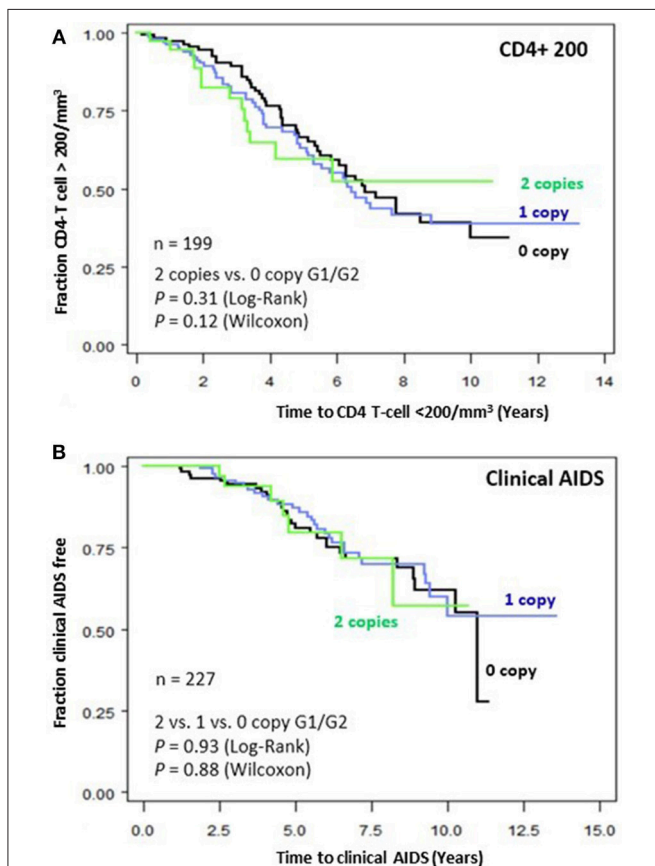 A
CD4+ 200
Fraction CD4-T cell > 200/mm³
1.00
0.75
0.50
0.25
0.00
2 copies
1 copy
0 copy
n = 199
2 copies vs. 0 copy G1/G2
P = 0.31 (Log-Rank)
P = 0.12 (Wilcoxon)
0 2 4 6 8 10 12 14
Time to CD4 T-cell <200/mm³ (Years)
B
Clinical AIDS
Fraction clinical AIDS free
1.00
0.75
0.50
0.25
0.00
1 copy
2 copies
0 copy
n = 227
2 vs. 1 vs. 0 copy G1/G2
P = 0.93 (Log-Rank)
P = 0.88 (Wilcoxon)
0.0 2.5 5.0 7.5 10.0 12.5 15.0
Time to clinical AIDS (Years)